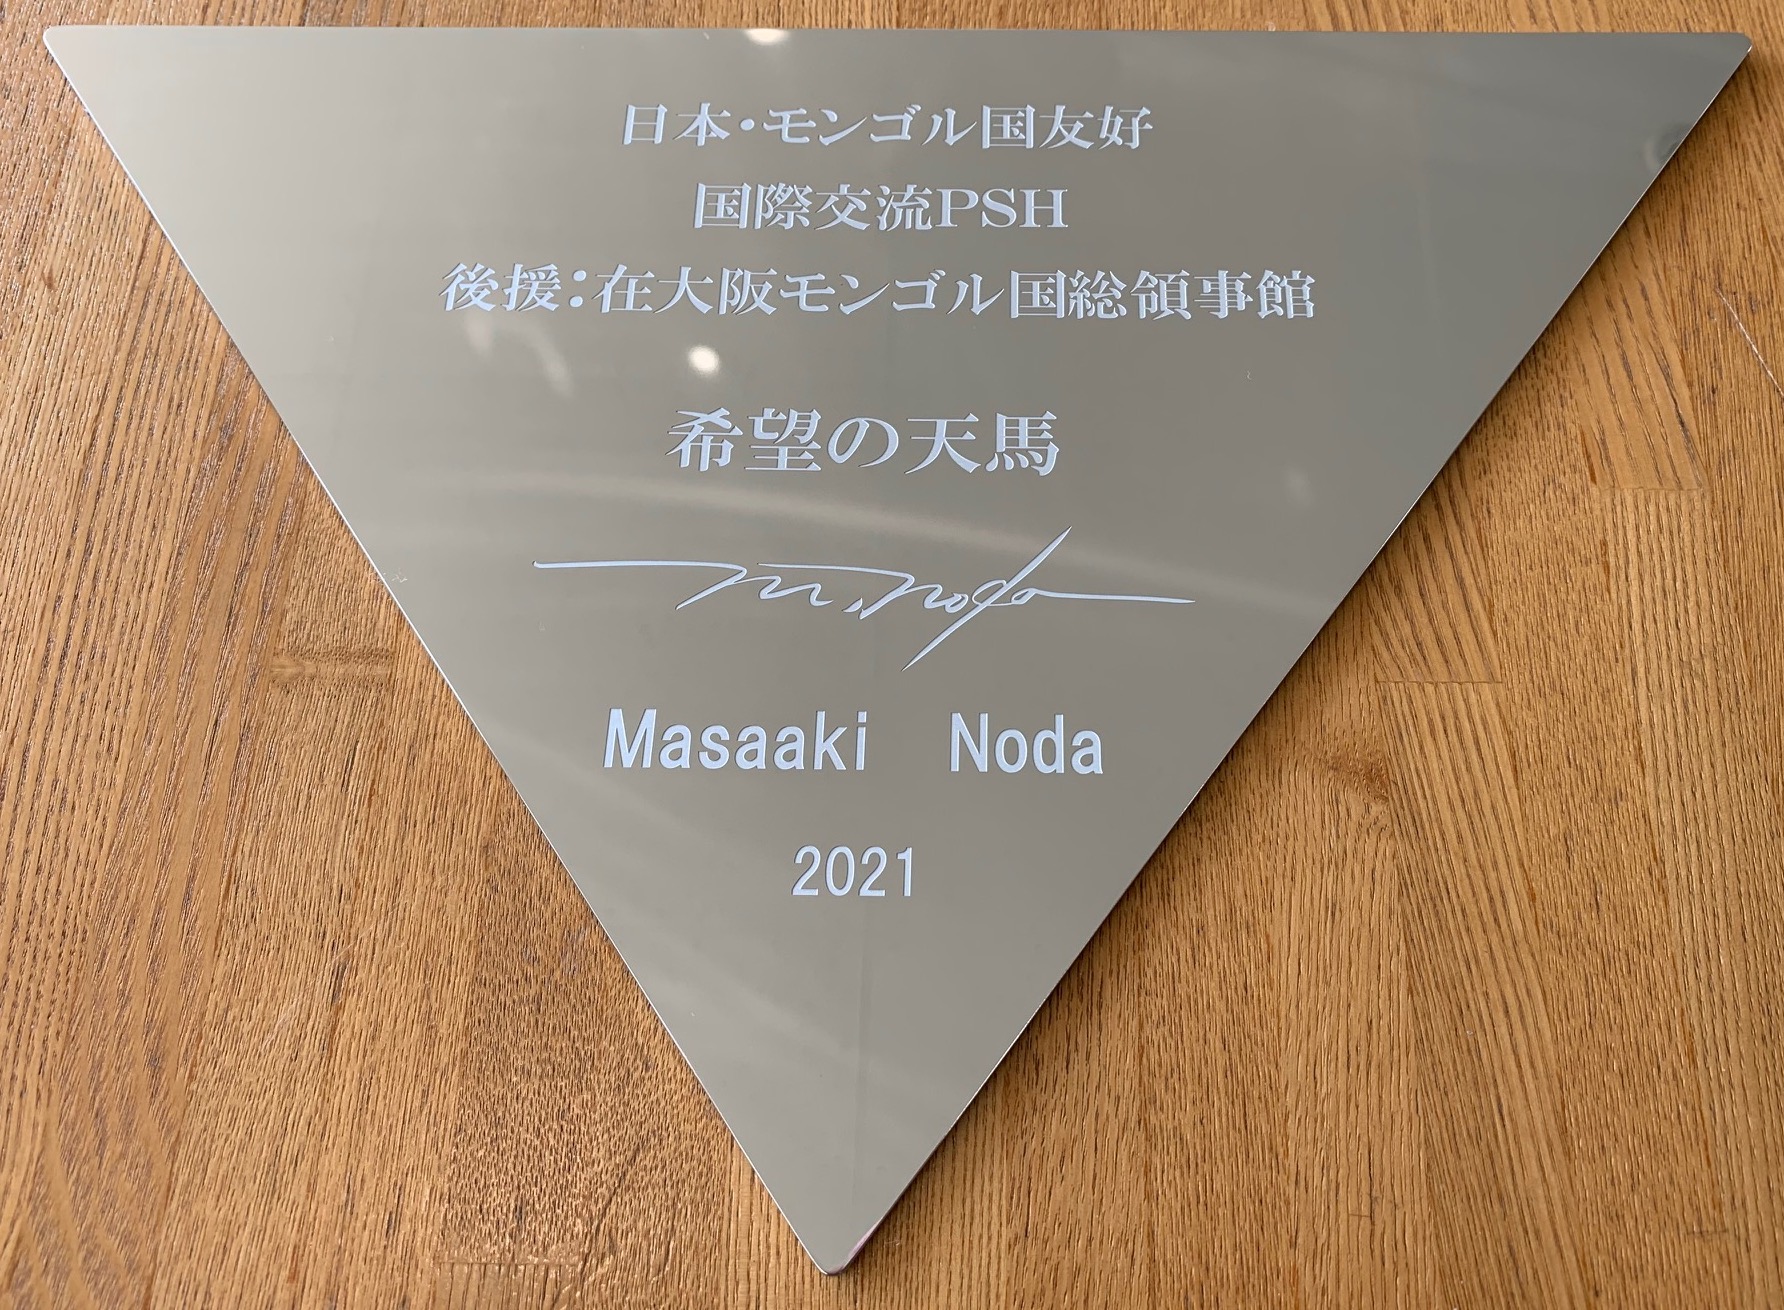 日本・モンゴル国友好
国際交流PSH
後援：在大阪モンゴル国総領事館
希望の天馬
m.noda
Masaaki Noda
2021